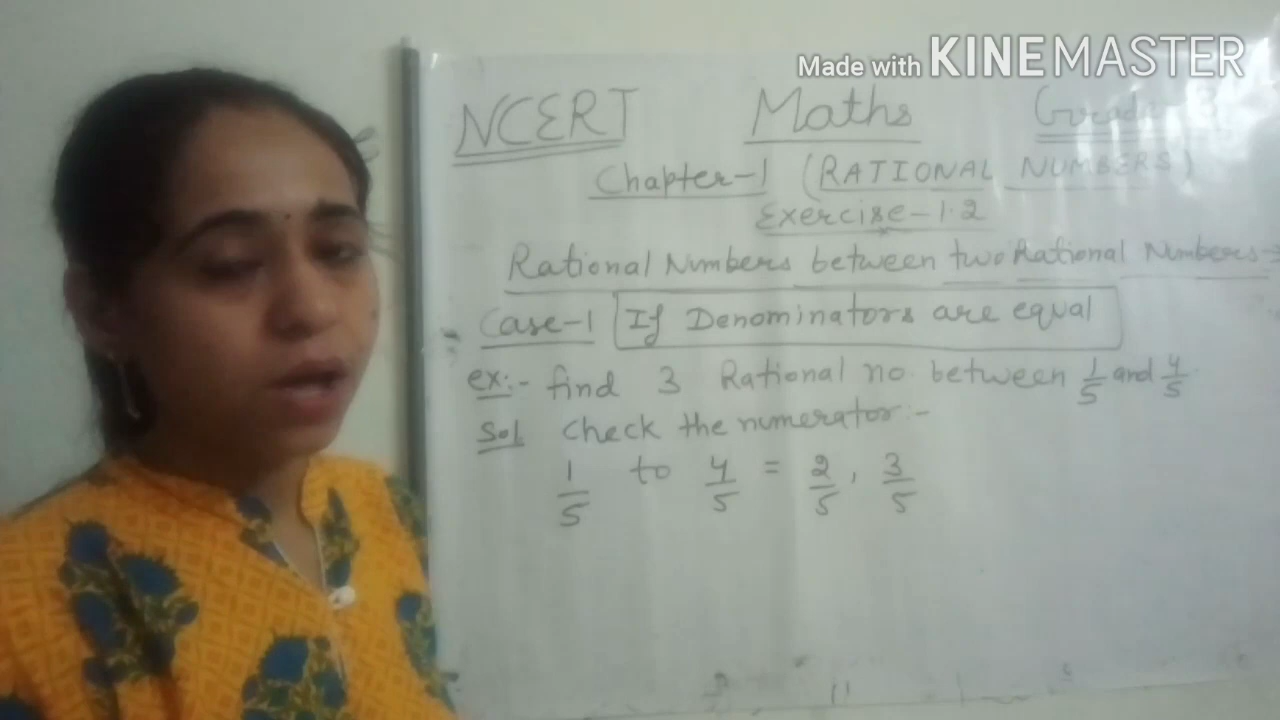 Made with KINEMASTER
NCERT Maths
Chapter-1 (RATIONAL NUMBERS)
Exercise-1.2
Rational Numbers between two Rational Numbers-
Case-1 If Denominators are equal
ex:- find 3 Rational no between 1/5 and 4/5
Sol Check the numerator:-
1/5 to 4/5 = 2/5, 3/5